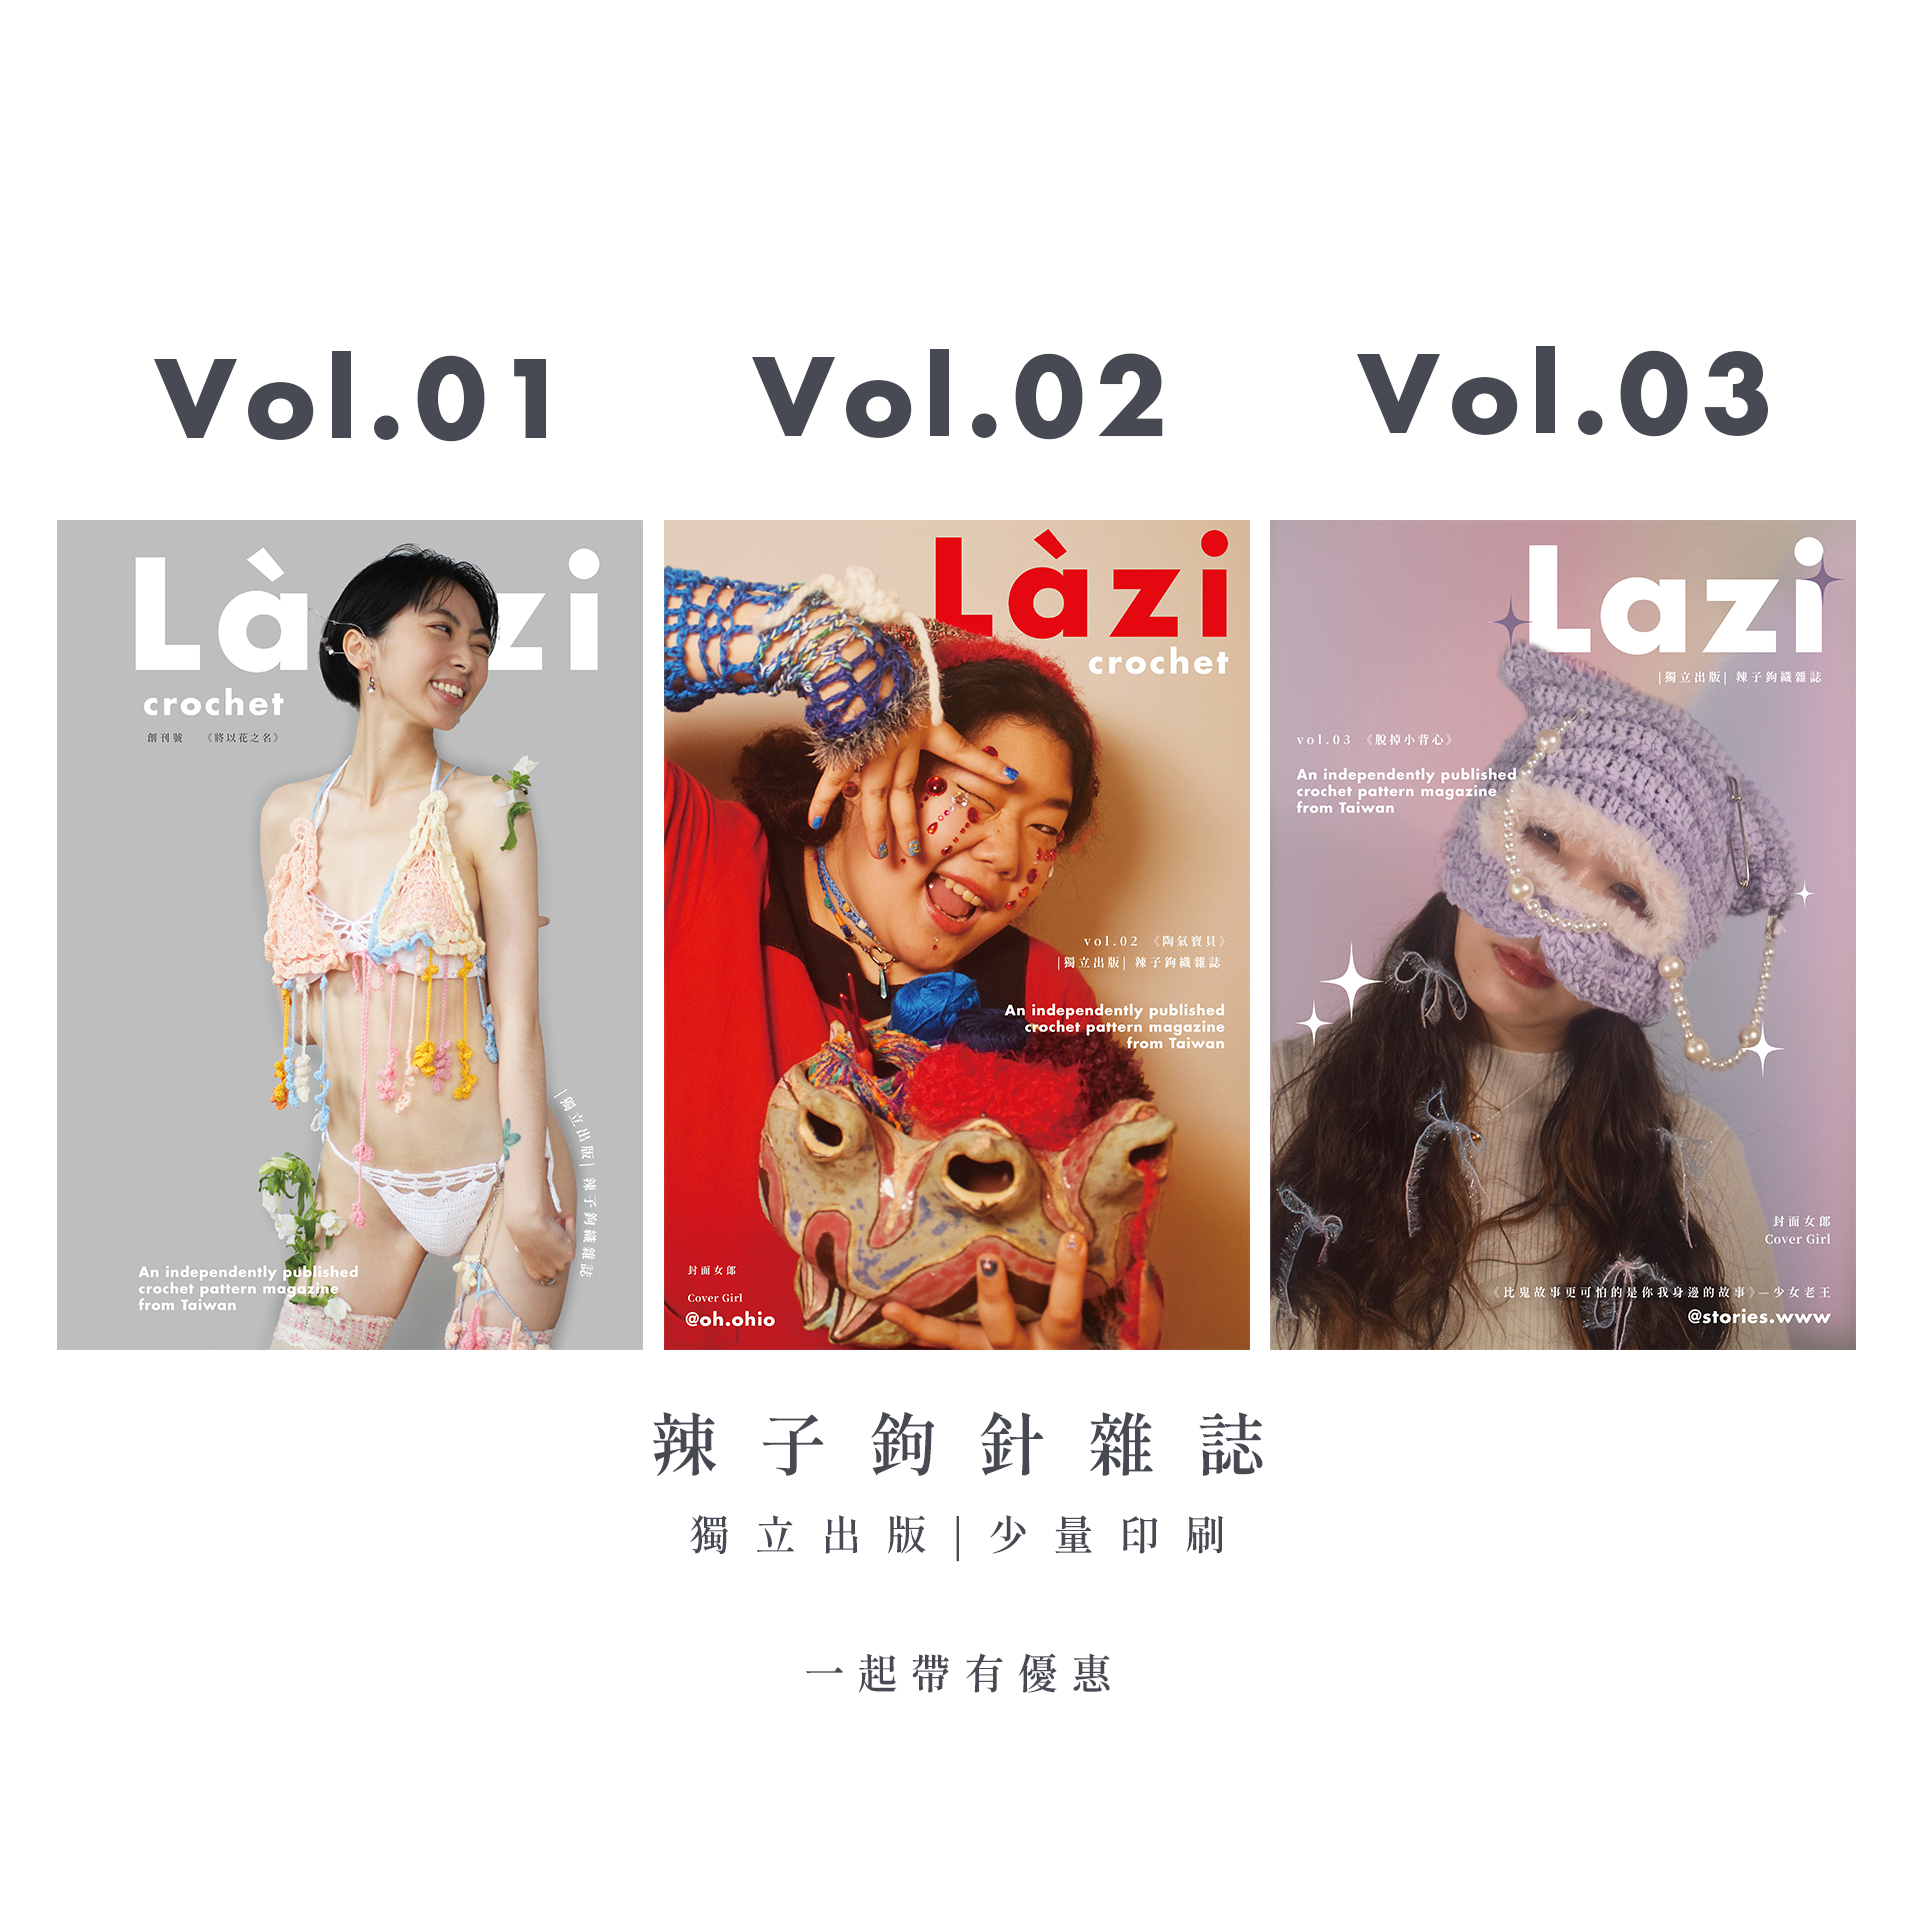 Vol.01
Vol.02
Vol.03
Làzi
crochet
創刊號 《將以花之名》
|獨立出版| 辣子鉤織雜誌
An independently published
crochet pattern magazine
from Taiwan
Làzi
crochet
vol.02 《陶氣寶貝》
|獨立出版| 辣子鉤織雜誌
An independently published
crochet pattern magazine
from Taiwan
封面女郎
Cover Girl
@oh.ohio
Lazi
|獨立出版| 辣子鉤織雜誌
vol.03 《脫掉小背心》
An independently published
crochet pattern magazine
from Taiwan
封面女郎
Cover Girl
《比鬼故事更可怕的是你我身邊的故事》—少女老王
@stories.www
辣子鉤針雜誌
獨立出版|少量印刷
一起帶有優惠